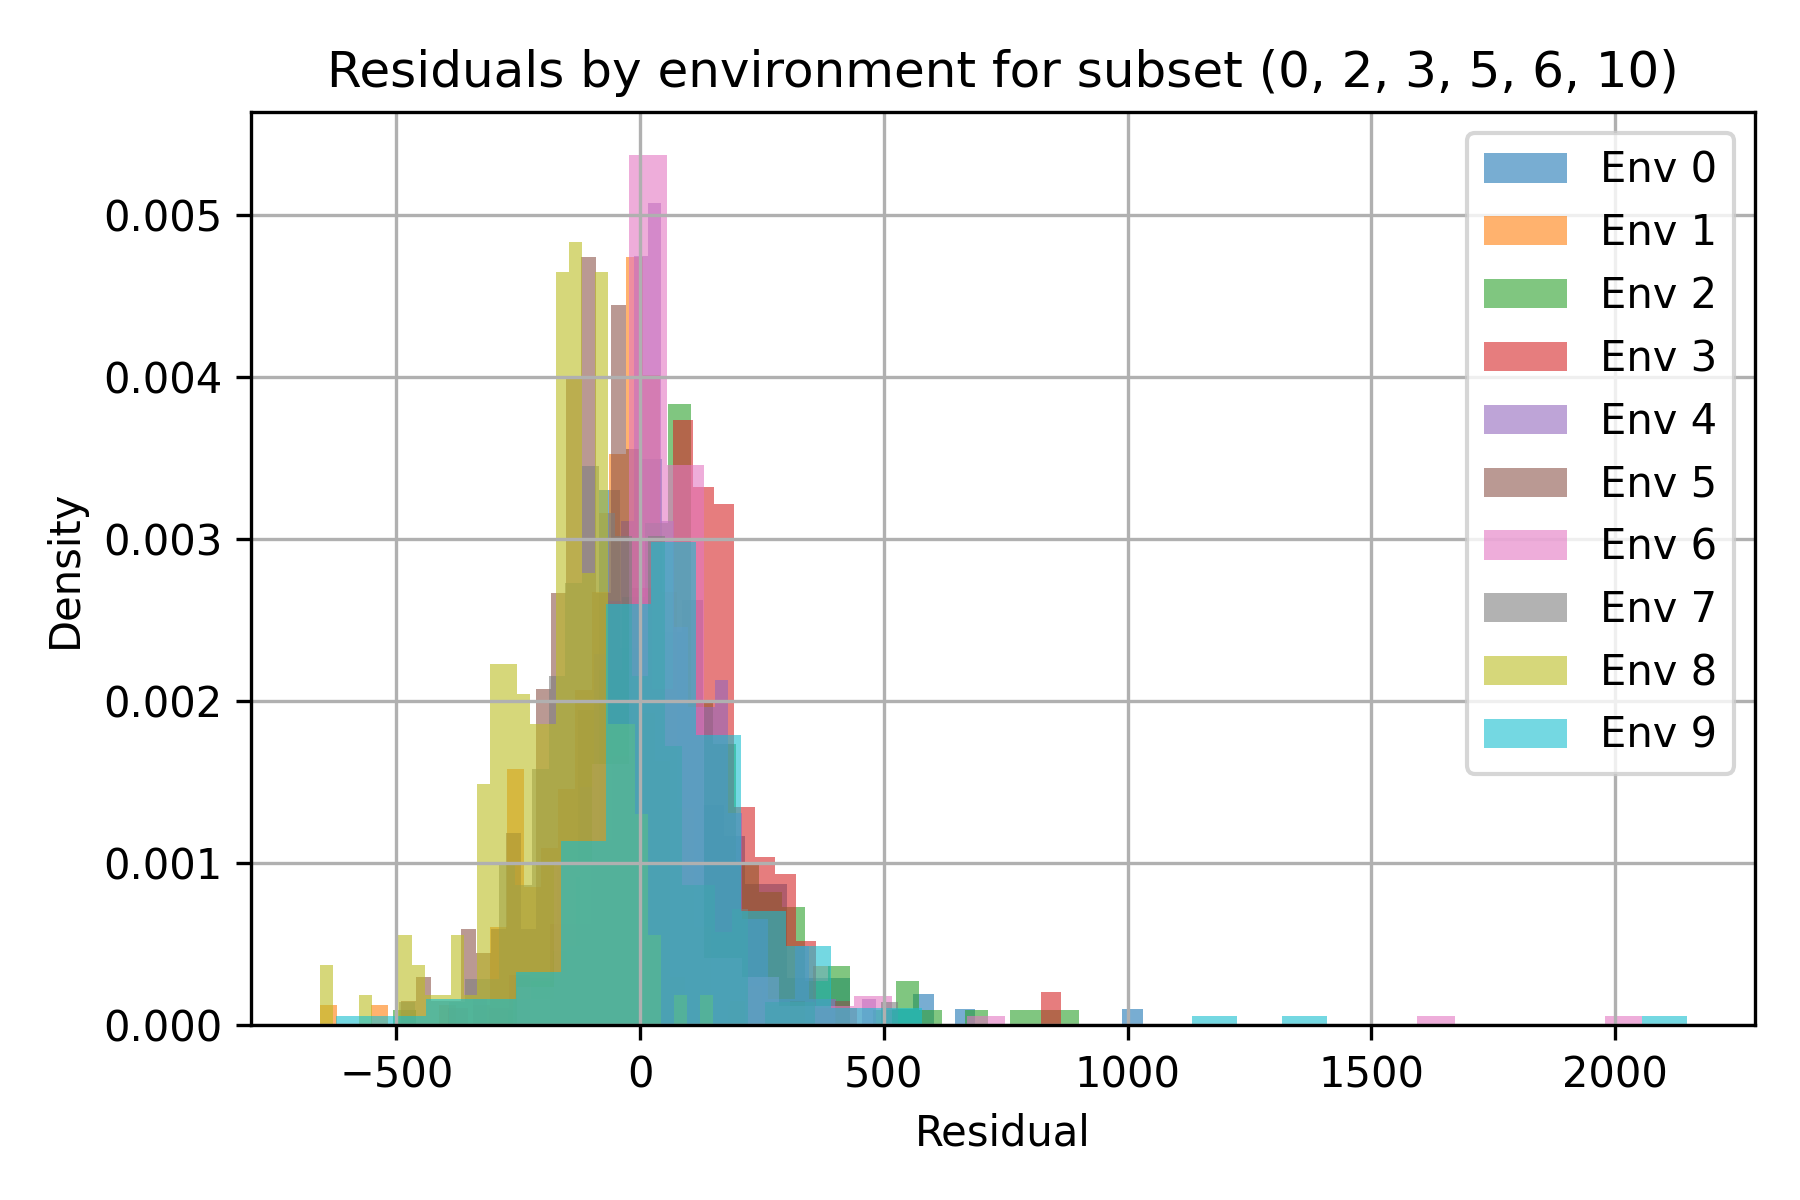 Residuals by environment for subset (0, 2, 3, 5, 6, 10)
Density
0.005
0.004
0.003
0.002
0.001
0.000
−500
0
500
1000
1500
2000
Residual
Env 0
Env 1
Env 2
Env 3
Env 4
Env 5
Env 6
Env 7
Env 8
Env 9